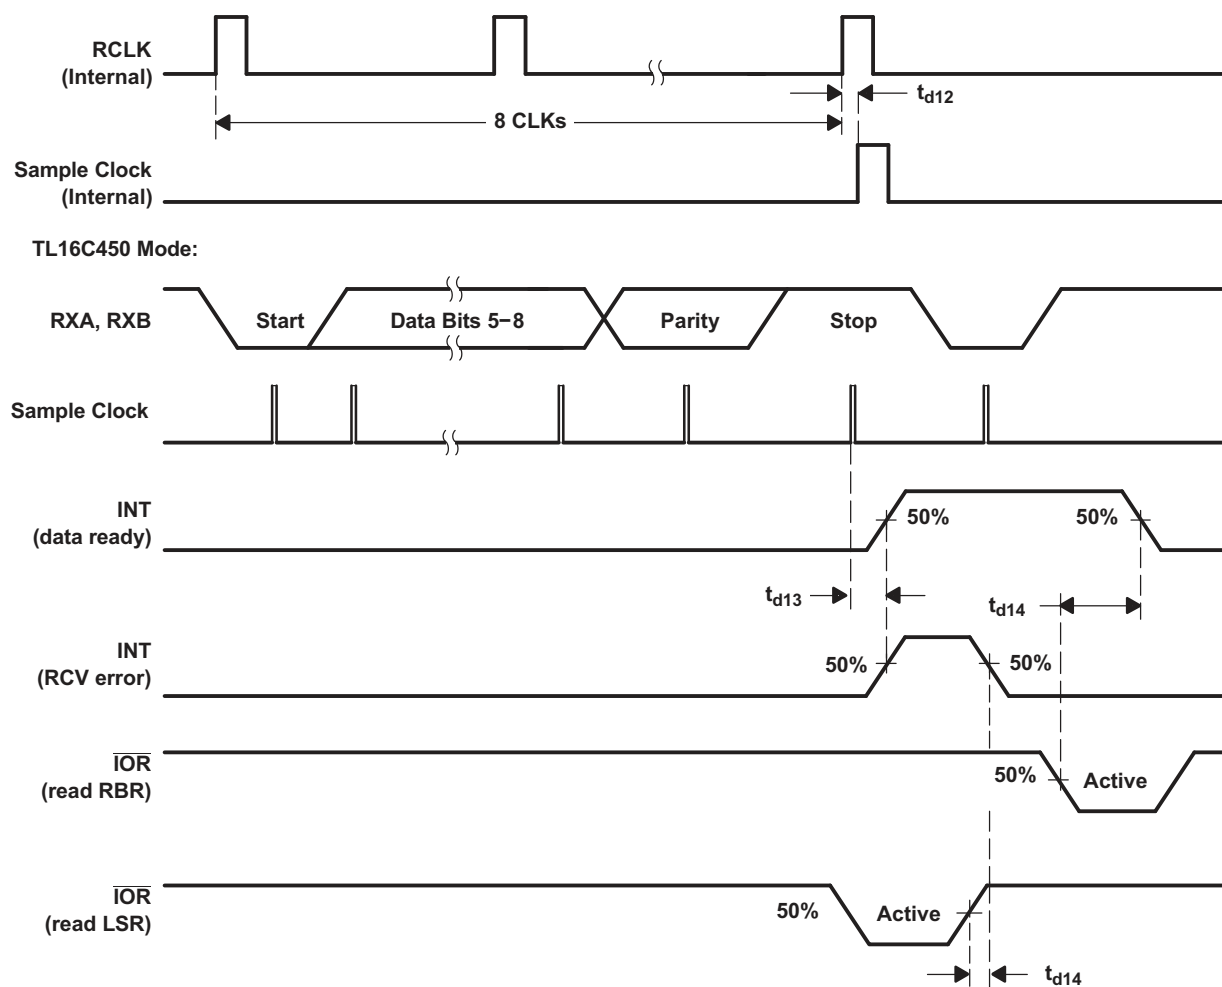 RCLK
(Internal)
t_d12
8 CLKs
Sample Clock
(Internal)
TL16C450 Mode:
RXA, RXB
Start
Data Bits 5−8
Parity
Stop
Sample Clock
INT
(data ready)
50%
50%
t_d13
t_d14
INT
(RCV error)
50%
50%
IOR
(read RBR)
50%
Active
IOR
(read LSR)
50%
Active
t_d14